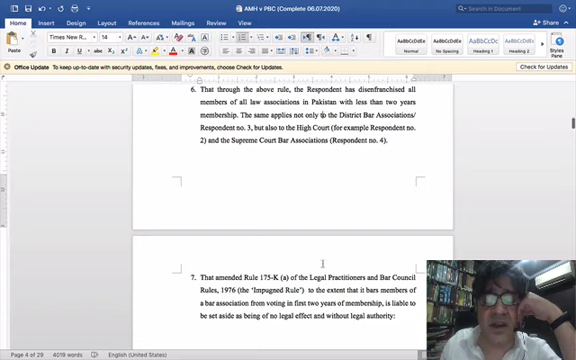 AMH v PBC (Complete 06.07.2020)
Search in Document
Home Insert Design Layout References Mailings Review View
Share
Paste
Times New R... 14
AaBbCcDdEe AaBbCcDdEe AaBbCcDc AaBbCcDdEe
Normal No Spacing Heading 1 Heading 2
Styles Pane
Office Update To keep up-to-date with security updates, fixes, and improvements, choose Check for Updates.
Check for Updates
6. That through the above rule, the Respondent has disenfranchised all
members of all law associations in Pakistan with less than two years
membership. The same applies not only to the District Bar Associations/
Respondent no. 3, but also to the High Court (for example Respondent no.
2) and the Supreme Court Bar Associations (Respondent no. 4).
7. That amended Rule 175-K (a) of the Legal Practitioners and Bar Council
Rules, 1976 (the 'Impugned Rule') to the extent that it bars members of
a bar association from voting in first two years of membership, is liable to
be set aside as being of no legal effect and without legal authority:
Page 4 of 29 4019 words English (United States)